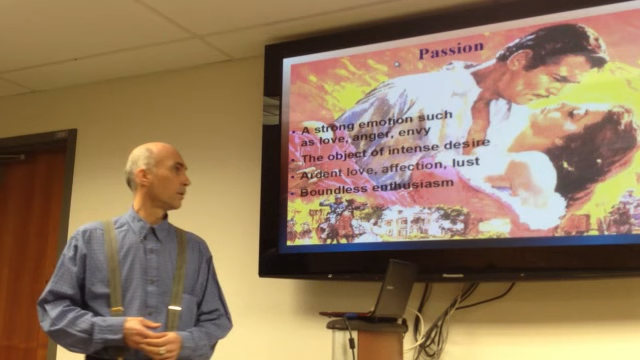 Passion
• A strong emotion such
as love, anger, envy
• The object of intense desire
• Ardent love, affection, lust
• Boundless enthusiasm
Panasonic